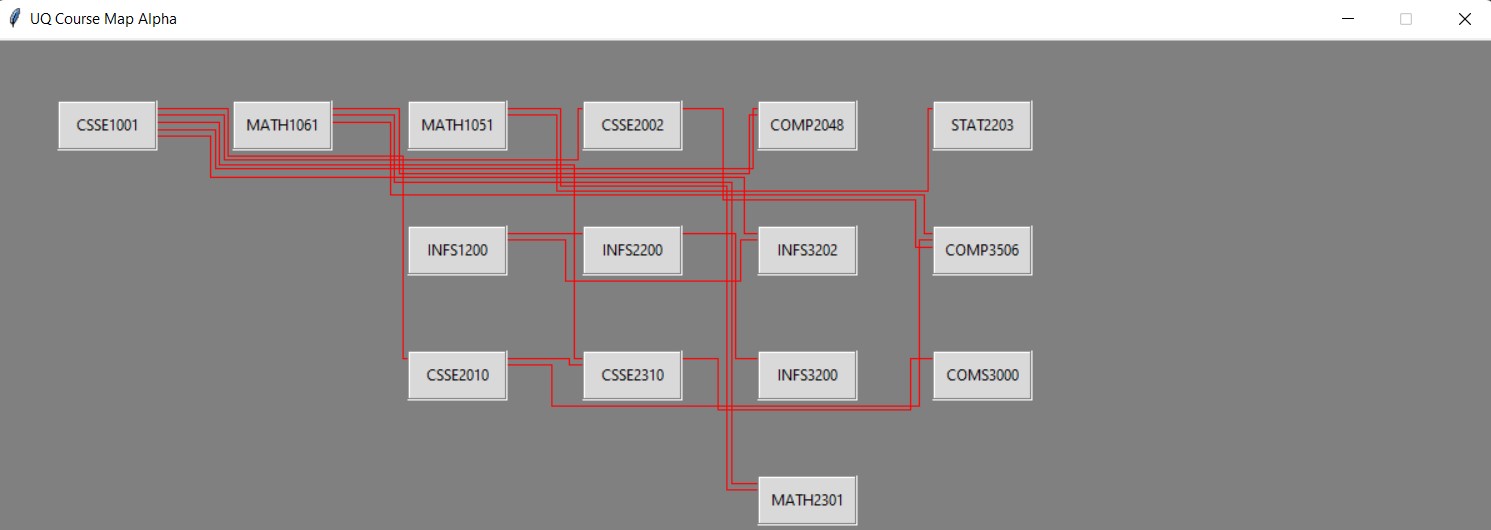 UQ Course Map Alpha
CSSE1001 MATH1061 MATH1051 CSSE2002 COMP2048 STAT2203
INFS1200 INFS2200 INFS3202 COMP3506
CSSE2010 CSSE2310 INFS3200 COMS3000
MATH2301